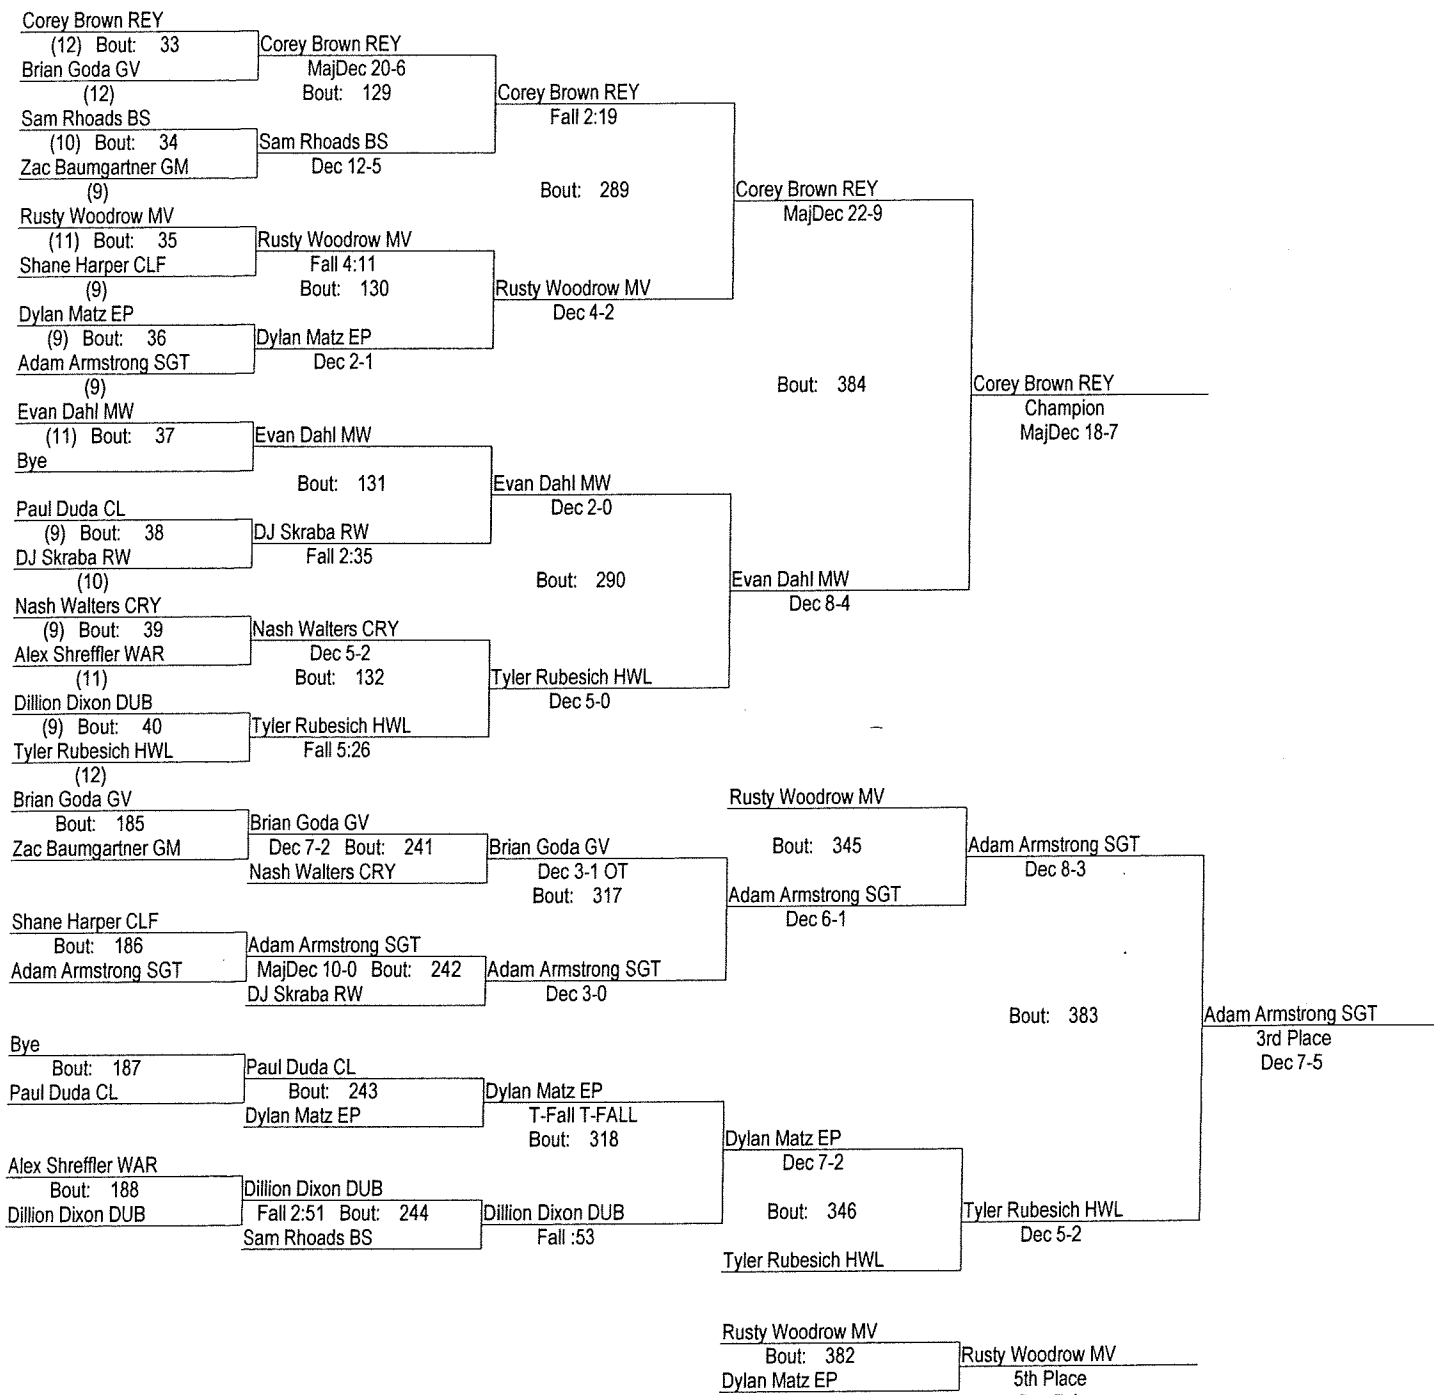 Corey Brown REY
(12) Bout: 33
Corey Brown REY
Brian Goda GV
MajDec 20-6
(12)
Bout: 129
Corey Brown REY
Sam Rhoads BS
Fall 2:19
(10) Bout: 34
Sam Rhoads BS
Zac Baumgartner GM
Dec 12-5
(9)
Bout: 289
Corey Brown REY
Rusty Woodrow MV
MajDec 22-9
(11) Bout: 35
Rusty Woodrow MV
Shane Harper CLF
Fall 4:11
(9)
Bout: 130
Rusty Woodrow MV
Dylan Matz EP
Dec 4-2
(9) Bout: 36
Dylan Matz EP
Adam Armstrong SGT
Dec 2-1
(9)
Bout: 384
Corey Brown REY
Evan Dahl MW
Champion
(11) Bout: 37
Evan Dahl MW
MajDec 18-7
Bye
Bout: 131
Evan Dahl MW
Paul Duda CL
Dec 2-0
(9) Bout: 38
DJ Skraba RW
DJ Skraba RW
Fall 2:35
(10)
Bout: 290
Evan Dahl MW
Nash Walters CRY
Dec 8-4
(9) Bout: 39
Nash Walters CRY
Alex Shreffler WAR
Dec 5-2
(11)
Bout: 132
Tyler Rubesich HWL
Dillion Dixon DUB
Dec 5-0
(9) Bout: 40
Tyler Rubesich HWL
Tyler Rubesich HWL
Fall 5:26
(12)
Brian Goda GV
Rusty Woodrow MV
Bout: 185
Brian Goda GV
Zac Baumgartner GM
Dec 7-2 Bout: 241
Brian Goda GV
Bout: 345
Adam Armstrong SGT
Nash Walters CRY
Dec 3-1 OT
Dec 8-3
Bout: 317
Adam Armstrong SGT
Shane Harper CLF
Dec 6-1
Bout: 186
Adam Armstrong SGT
Adam Armstrong SGT
MajDec 10-0 Bout: 242
Adam Armstrong SGT
DJ Skraba RW
Dec 3-0
Bout: 383
Adam Armstrong SGT
Bye
3rd Place
Bout: 187
Paul Duda CL
Dec 7-5
Paul Duda CL
Bout: 243
Dylan Matz EP
Dylan Matz EP
T-Fall T-FALL
Bout: 318
Dylan Matz EP
Alex Shreffler WAR
Dec 7-2
Bout: 188
Dillion Dixon DUB
Dillion Dixon DUB
Fall 2:51 Bout: 244
Dillion Dixon DUB
Bout: 346
Tyler Rubesich HWL
Sam Rhoads BS
Fall :53
Dec 5-2
Tyler Rubesich HWL
Rusty Woodrow MV
Bout: 382
Rusty Woodrow MV
Dylan Matz EP
5th Place